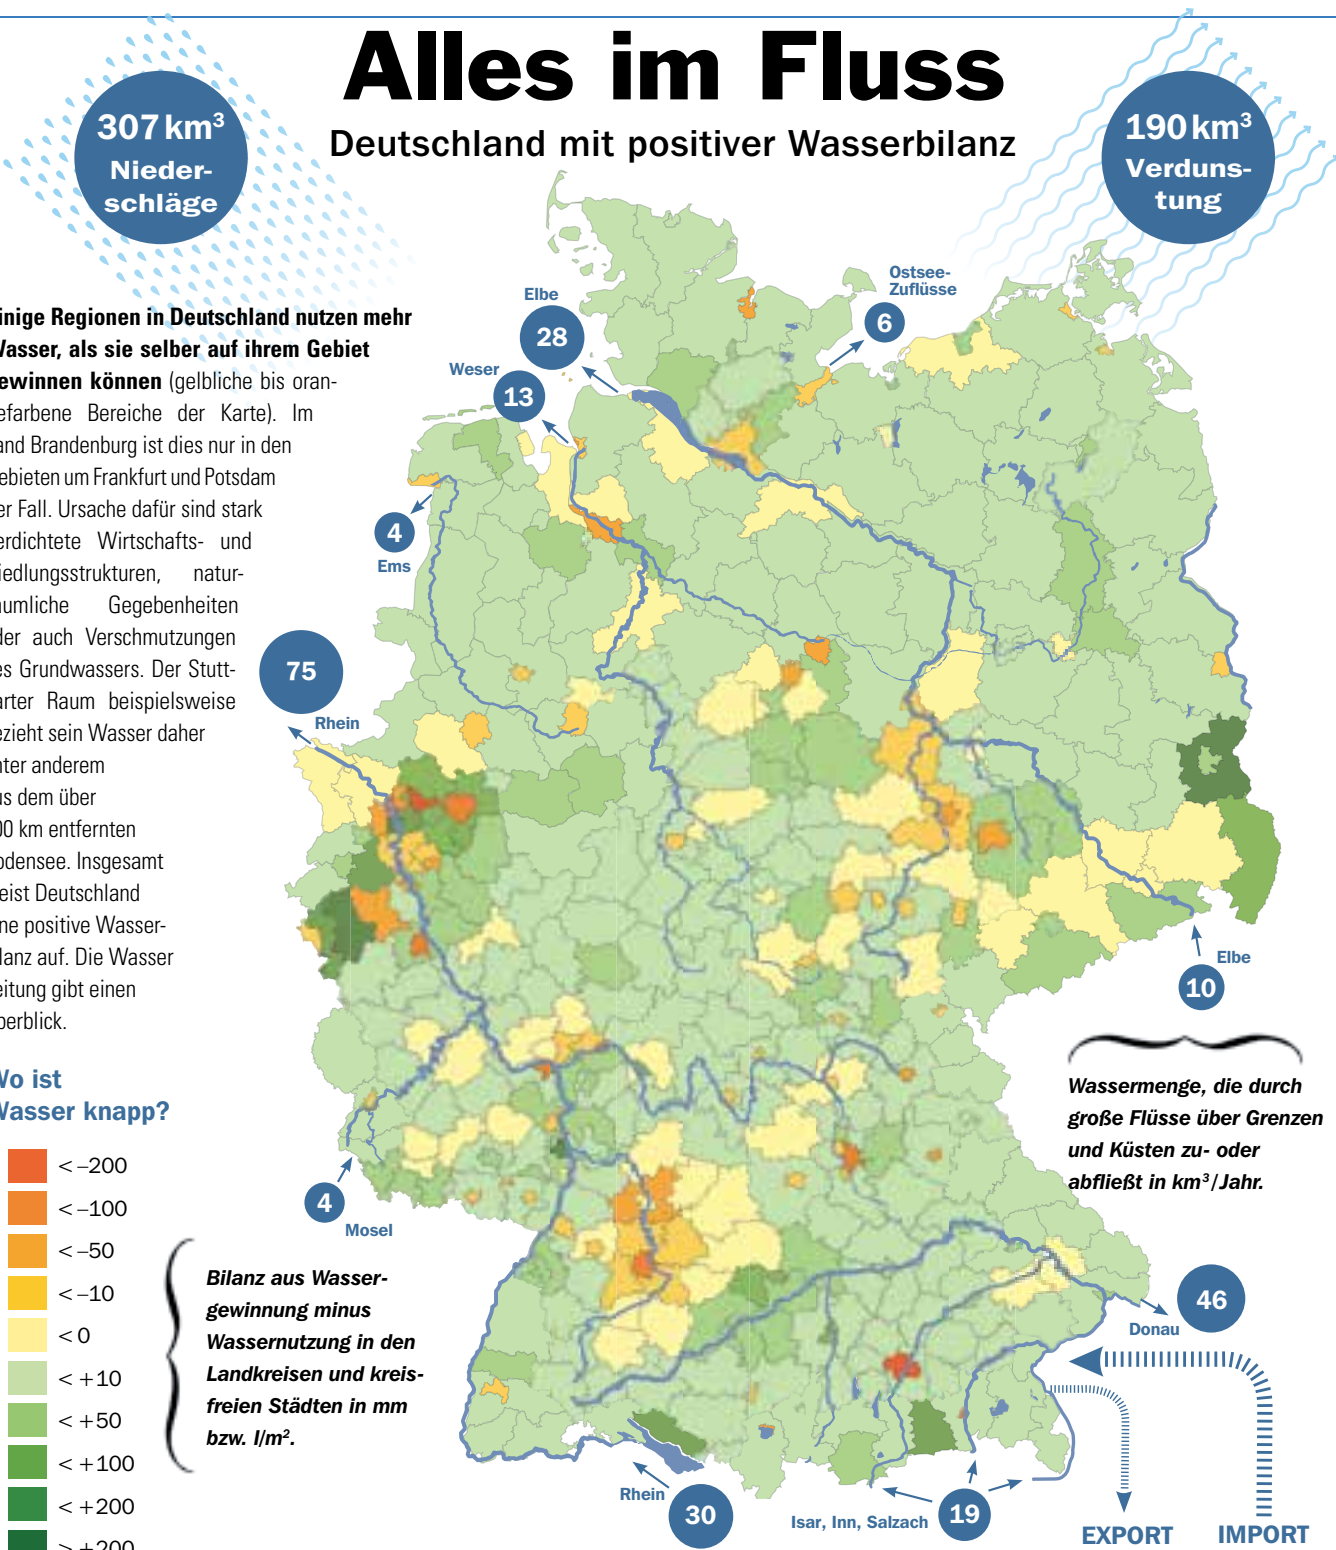 Alles im Fluss
Deutschland mit positiver Wasserbilanz
307 km³
Nieder-
schläge
190 km³
Verduns-
tung
inige Regionen in Deutschland nutzen mehr
Wasser, als sie selber auf ihrem Gebiet
ewinnen können (gelbliche bis oran-
efarbene Bereiche der Karte). Im
and Brandenburg ist dies nur in den
ebieten um Frankfurt und Potsdam
er Fall. Ursache dafür sind stark
erdichtete Wirtschafts- und
iedlungsstrukturen, natur-
äumliche Gegebenheiten
der auch Verschmutzungen
es Grundwassers. Der Stutt-
arter Raum beispielsweise
ezieht sein Wasser daher
nter anderem
us dem über
00 km entfernten
odensee. Insgesamt
eist Deutschland
ne positive Wasser-
ilanz auf. Die Wasser
eitung gibt einen
berblick.
Wo ist
Wasser knapp?
< –200
< –100
< –50
< –10
< 0
< +10
< +50
< +100
< +200
> +200
Bilanz aus Wasser-
gewinnung minus
Wassernutzung in den
Landkreisen und kreis-
freien Städten in mm
bzw. l/m².
Elbe
28
Weser
13
Ostsee-
Zuflüsse
6
4
Ems
75
Rhein
Elbe
10
Wassermenge, die durch
große Flüsse über Grenzen
und Küsten zu- oder
abfließt in km³/Jahr.
4
Mosel
46
Donau
Rhein
30
Isar, Inn, Salzach
19
EXPORT
IMPORT